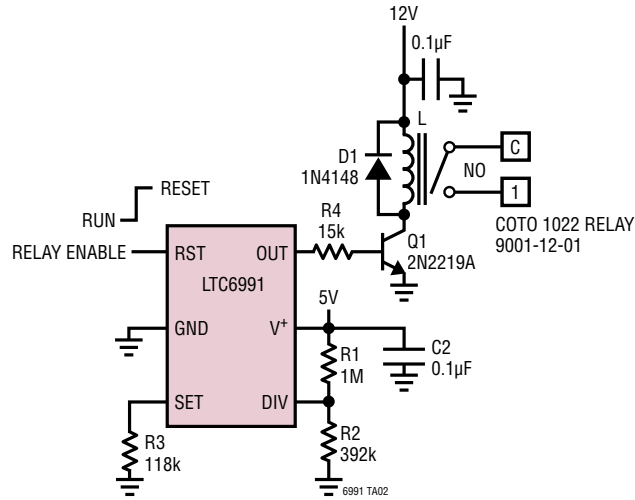 12V
0.1µF
L
D1
1N4148
C
NO
1
COTO 1022 RELAY
9001-12-01
RESET
RUN
RELAY ENABLE
R4
15k
Q1
2N2219A
RST
OUT
LTC6991
5V
GND
V+
R1
1M
C2
0.1µF
SET
DIV
R3
118k
R2
392k
6991 TA02